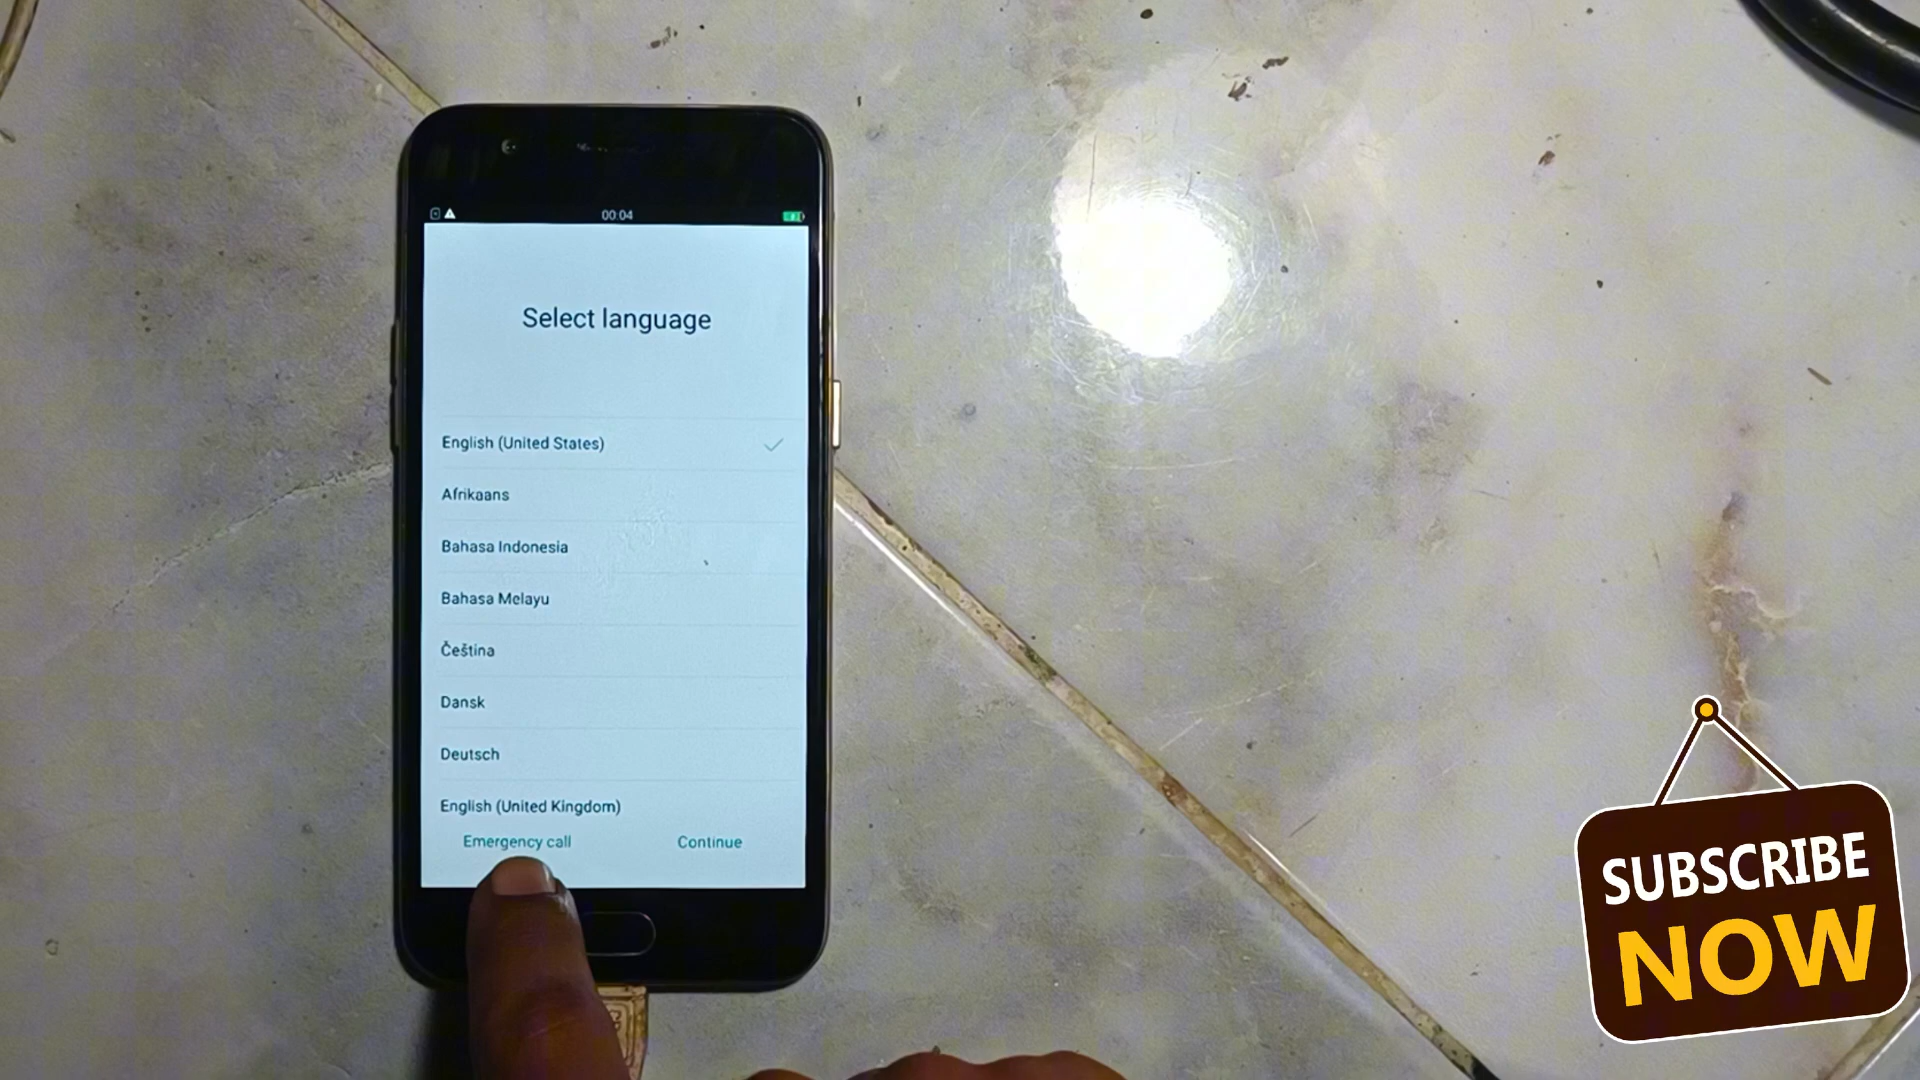 00:04
Select language
English (United States)
Afrikaans
Bahasa Indonesia
Bahasa Melayu
Čeština
Dansk
Deutsch
English (United Kingdom)
Emergency call
Continue
SUBSCRIBE
NOW